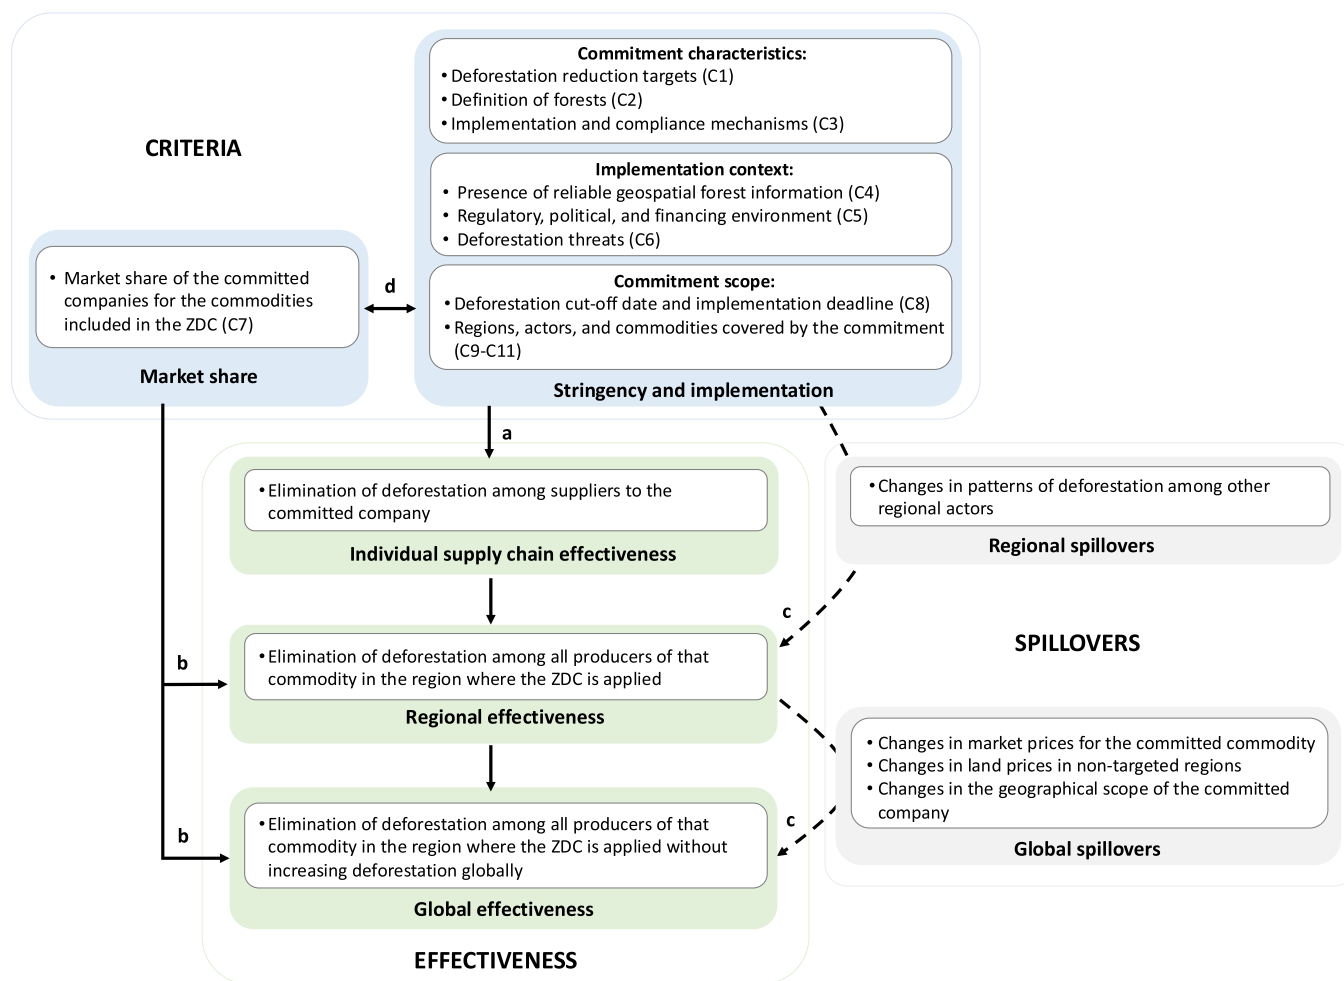 CRITERIA
Commitment characteristics:
• Deforestation reduction targets (C1)
• Definition of forests (C2)
• Implementation and compliance mechanisms (C3)
Implementation context:
• Presence of reliable geospatial forest information (C4)
• Regulatory, political, and financing environment (C5)
• Deforestation threats (C6)
Commitment scope:
• Deforestation cut-off date and implementation deadline (C8)
• Regions, actors, and commodities covered by the commitment
(C9-C11)
Stringency and implementation
• Market share of the committed
companies for the commodities
included in the ZDC (C7)
Market share
d
a
• Elimination of deforestation among suppliers to the
committed company
Individual supply chain effectiveness
• Changes in patterns of deforestation among other
regional actors
Regional spillovers
c
SPILLOVERS
b
• Elimination of deforestation among all producers of that
commodity in the region where the ZDC is applied
Regional effectiveness
• Changes in market prices for the committed commodity
• Changes in land prices in non-targeted regions
• Changes in the geographical scope of the committed
company
Global spillovers
c
b
• Elimination of deforestation among all producers of that
commodity in the region where the ZDC is applied without
increasing deforestation globally
Global effectiveness
EFFECTIVENESS